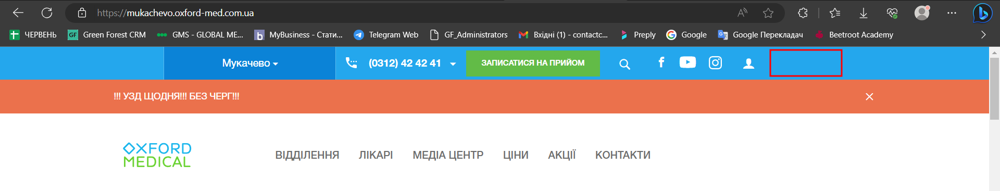 https://mukachevo.oxford-med.com.ua
ЧЕРВЕНЬ GF Green Forest CRM GMS - GLOBAL ME... b MyBusiness - Стати... Telegram Web GF_Administrators Вхідні (1) - contactc... Preply Google Google Перекладач Beetroot Academy
Мукачево (0312) 42 42 41 ЗАПИСАТИСЯ НА ПРИЙОМ
!!! УЗД ЩОДНЯ!!! БЕЗ ЧЕРГ!!!
OXFORD
MEDICAL
ВІДДІЛЕННЯ ЛІКАРІ МЕДІА ЦЕНТР ЦІНИ АКЦІЇ КОНТАКТИ